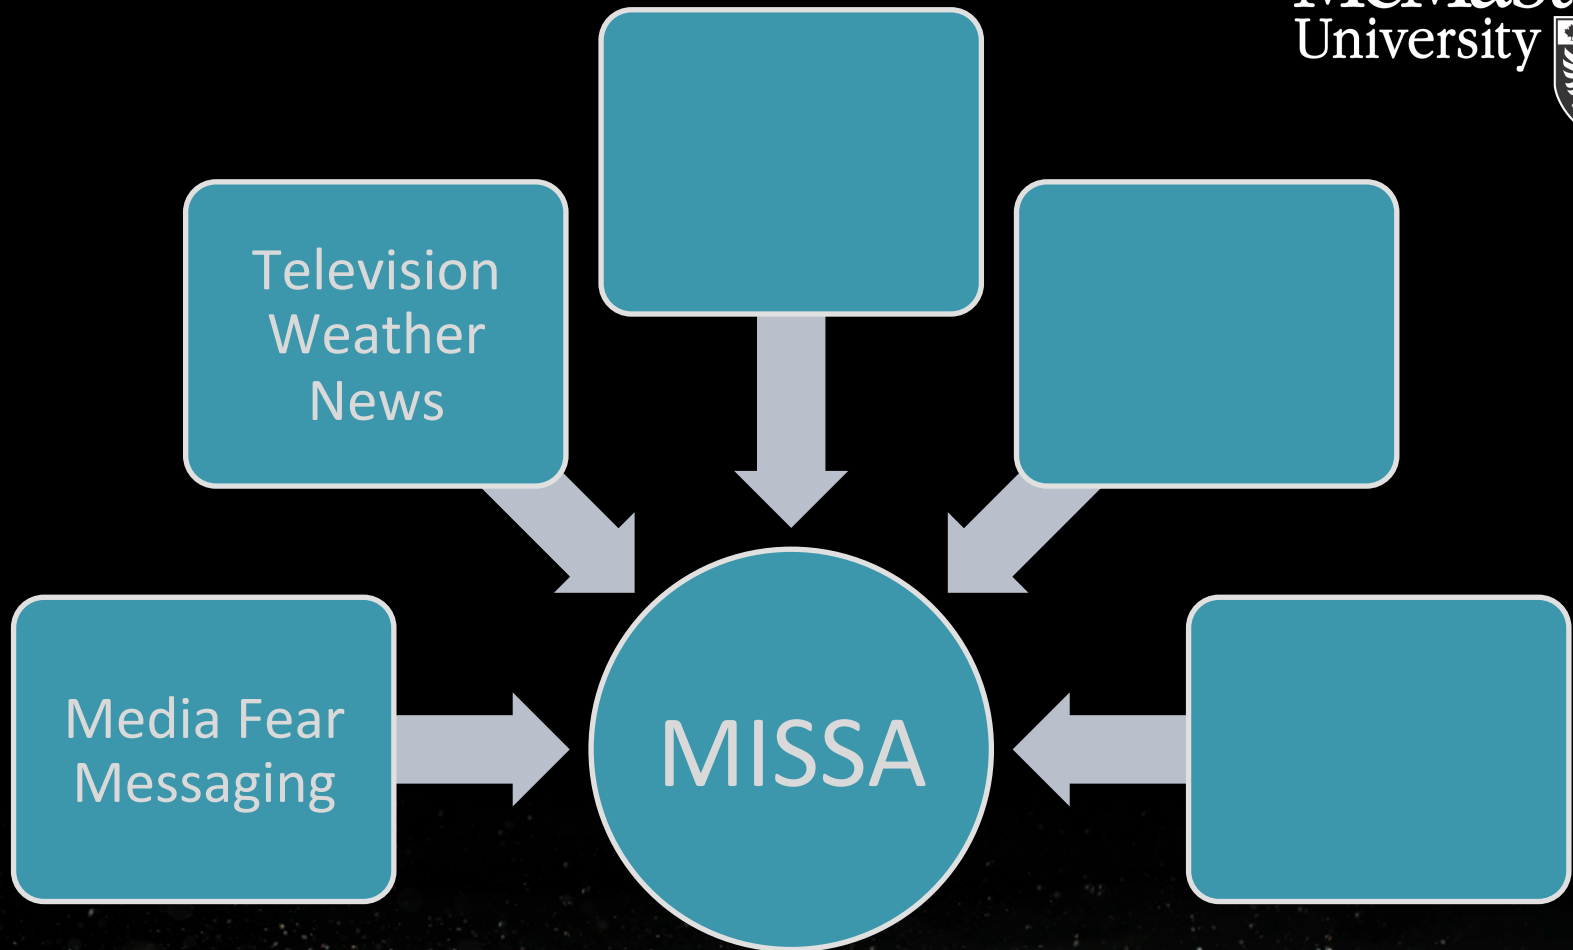 University
Television
Weather
News
Media Fear
Messaging
MISSA